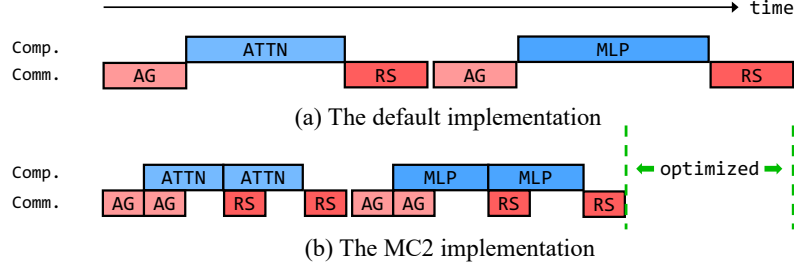 time
Comp. ATTN MLP
Comm. AG RS AG RS
(a) The default implementation
Comp. ATTN ATTN MLP MLP optimized
Comm. AG AG RS RS AG AG RS RS
(b) The MC2 implementation